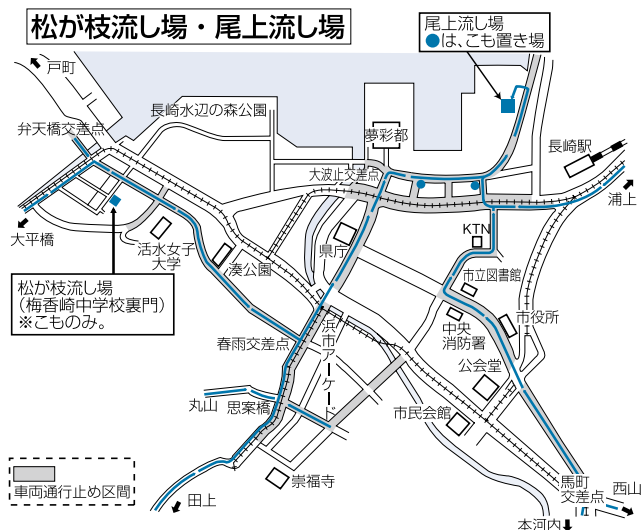 松が枝流し場・尾上流し場
尾上流し場
●は、こも置き場
戸町
長崎水辺の森公園
弁天橋交差点
夢彩都
大波止交差点
長崎駅
浦上
大平橋
活水女子
大学
湊公園
県庁
KTN
市立図書館
松が枝流し場
(梅香崎中学校裏門)
※こものみ。
春雨交差点
浜市アーケード
中央
消防署
市役所
公会堂
丸山
思案橋
市民会館
崇福寺
車両通行止め区間
田上
馬町
交差点
西山
本河内